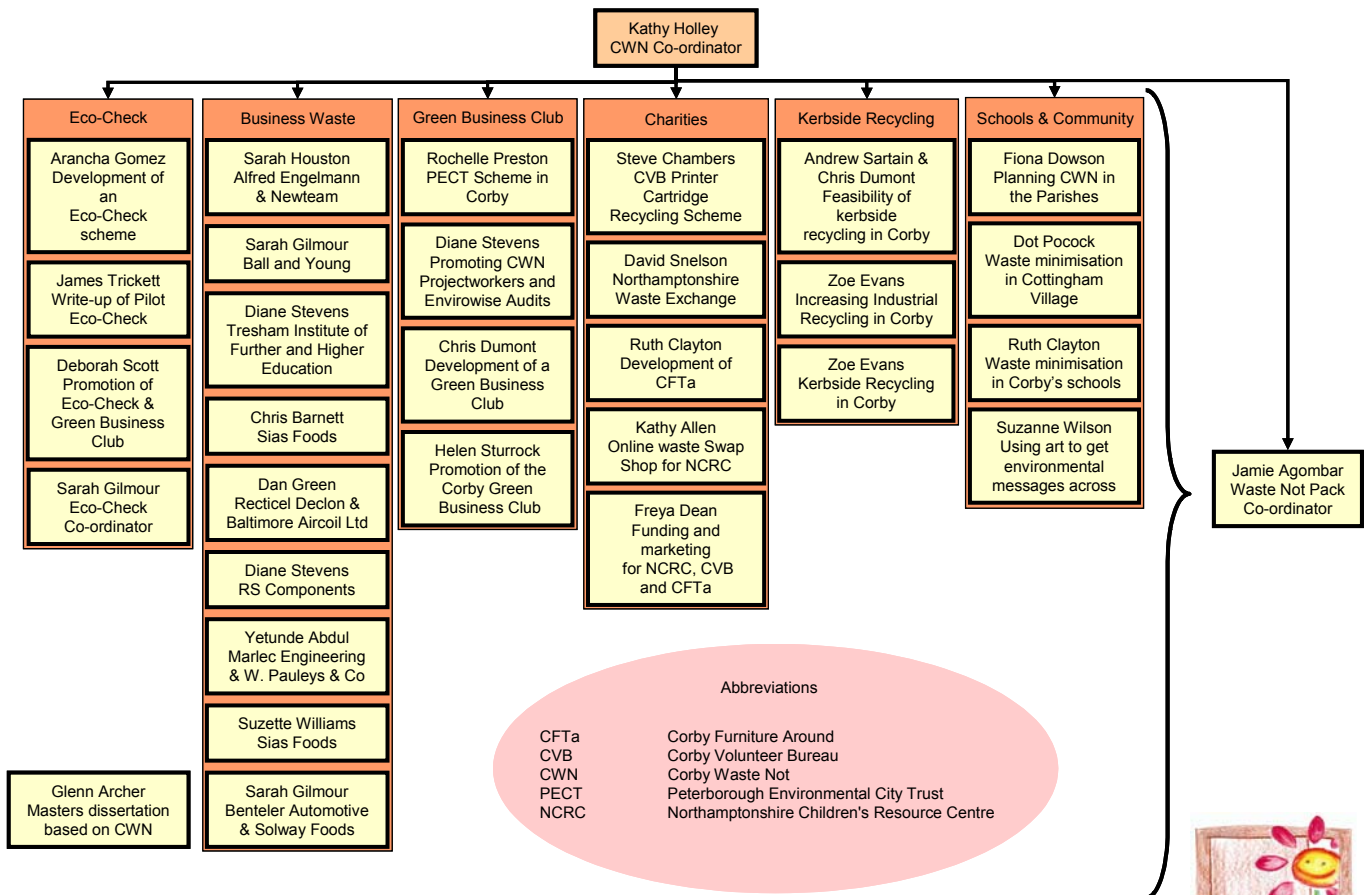 Kathy Holley
CWN Co-ordinator
Eco-Check
Arancha Gomez
Development of
an
Eco-Check
scheme
James Trickett
Write-up of Pilot
Eco-Check
Deborah Scott
Promotion of
Eco-Check &
Green Business
Club
Sarah Gilmour
Eco-Check
Co-ordinator
Business Waste
Sarah Houston
Alfred Engelmann
& Newteam
Sarah Gilmour
Ball and Young
Diane Stevens
Tresham Institute of
Further and Higher
Education
Chris Barnett
Sias Foods
Dan Green
Recticel Declon &
Baltimore Aircoil Ltd
Diane Stevens
RS Components
Yetunde Abdul
Marlec Engineering
& W. Pauleys & Co
Suzette Williams
Sias Foods
Sarah Gilmour
Benteler Automotive
& Solway Foods
Green Business Club
Rochelle Preston
PECT Scheme in
Corby
Diane Stevens
Promoting CWN
Projectworkers and
Envirowise Audits
Chris Dumont
Development of a
Green Business
Club
Helen Sturrock
Promotion of the
Corby Green
Business Club
Charities
Steve Chambers
CVB Printer
Cartridge
Recycling Scheme
David Snelson
Northamptonshire
Waste Exchange
Ruth Clayton
Development of
CFTa
Kathy Allen
Online waste Swap
Shop for NCRC
Freya Dean
Funding and
marketing
for NCRC, CVB
and CFTa
Kerbside Recycling
Andrew Sartain &
Chris Dumont
Feasibility of
kerbside
recycling in Corby
Zoe Evans
Increasing Industrial
Recycling in Corby
Zoe Evans
Kerbside Recycling
in Corby
Schools & Community
Fiona Dowson
Planning CWN in
the Parishes
Dot Pocock
Waste minimisation
in Cottingham
Village
Ruth Clayton
Waste minimisation
in Corby's schools
Suzanne Wilson
Using art to get
environmental
messages across
Jamie Agombar
Waste Not Pack
Co-ordinator
Glenn Archer
Masters dissertation
based on CWN
Abbreviations
CFTa Corby Furniture Around
CVB Corby Volunteer Bureau
CWN Corby Waste Not
PECT Peterborough Environmental City Trust
NCRC Northamptonshire Children's Resource Centre